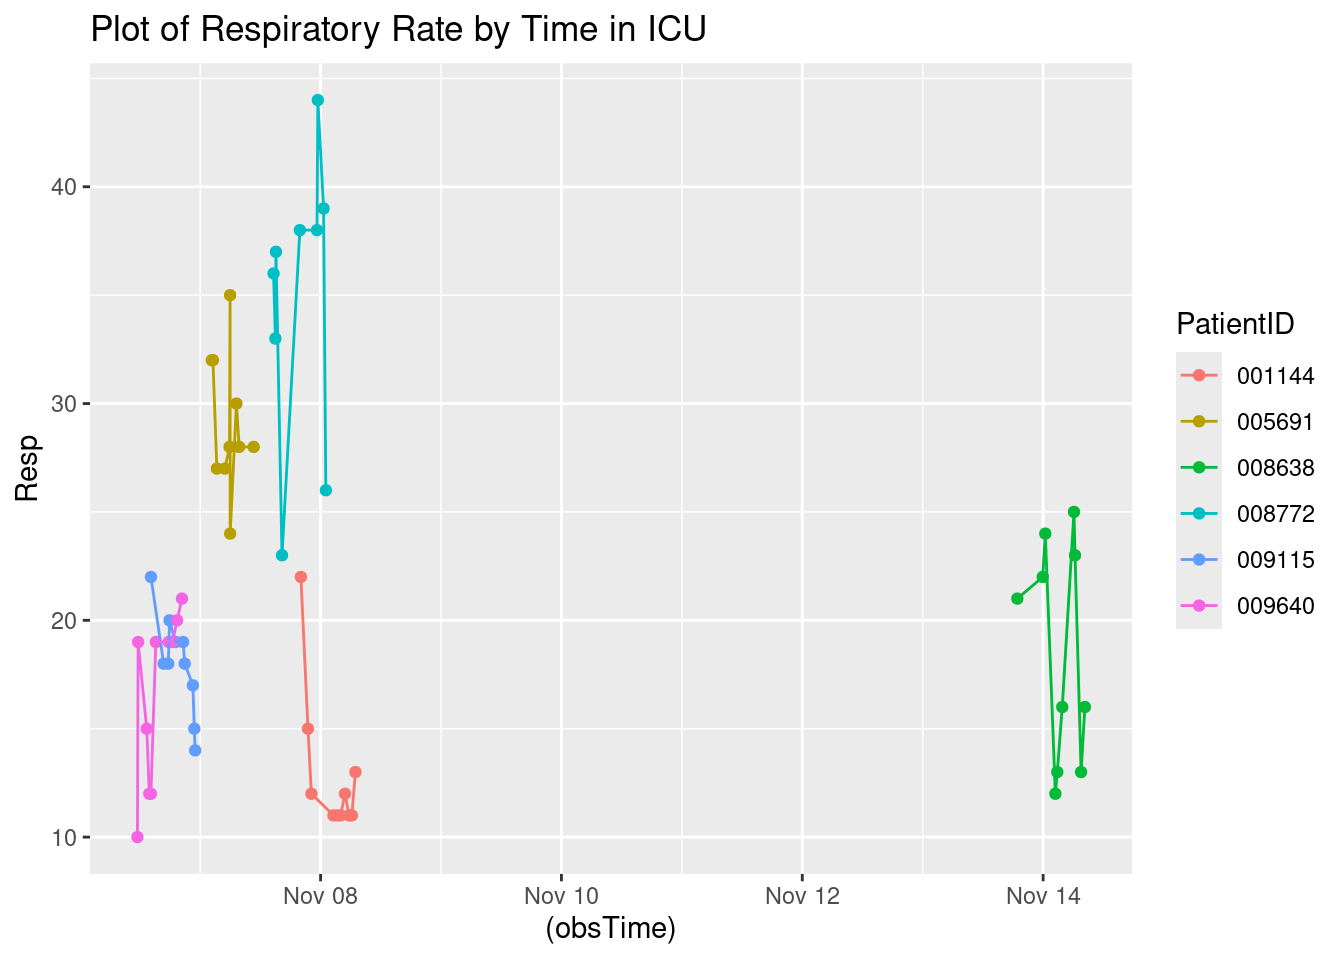 Plot of Respiratory Rate by Time in ICU
Resp
40
30
20
10
Nov 08
Nov 10
Nov 12
Nov 14
(obsTime)
PatientID
001144
005691
008638
008772
009115
009640